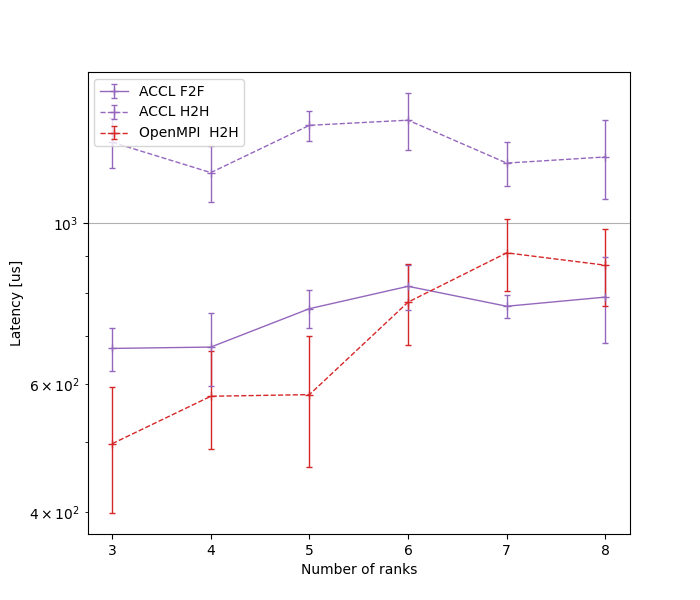 ACCL F2F
ACCL H2H
OpenMPI  H2H
10³
6 × 10²
4 × 10²
Latency [us]
3 4 5 6 7 8
Number of ranks